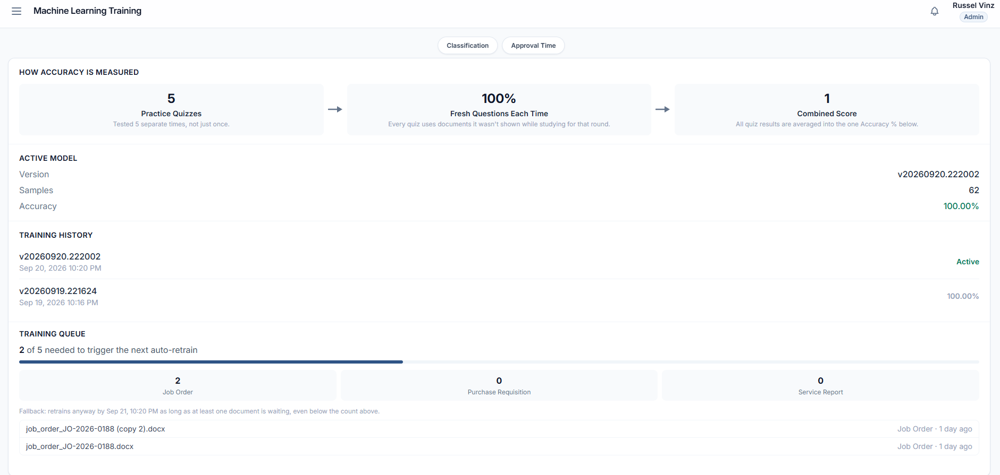 Machine Learning Training
Russel Vinz
Admin
Classification
Approval Time
HOW ACCURACY IS MEASURED
5
Practice Quizzes
Tested 5 separate times, not just once.
100%
Fresh Questions Each Time
Every quiz uses documents it wasn't shown while studying for that round.
1
Combined Score
All quiz results are averaged into the one Accuracy % below.
ACTIVE MODEL
Version v20260920.222002
Samples 62
Accuracy 100.00%
TRAINING HISTORY
v20260920.222002
Sep 20, 2026 10:20 PM
Active
v20260919.221624
Sep 19, 2026 10:16 PM
100.00%
TRAINING QUEUE
2 of 5 needed to trigger the next auto-retrain
2
Job Order
0
Purchase Requisition
0
Service Report
Fallback: retrains anyway by Sep 21, 10:20 PM as long as at least one document is waiting, even below the count above.
job_order_JO-2026-0188 (copy 2).docx Job Order · 1 day ago
job_order_JO-2026-0188.docx Job Order · 1 day ago